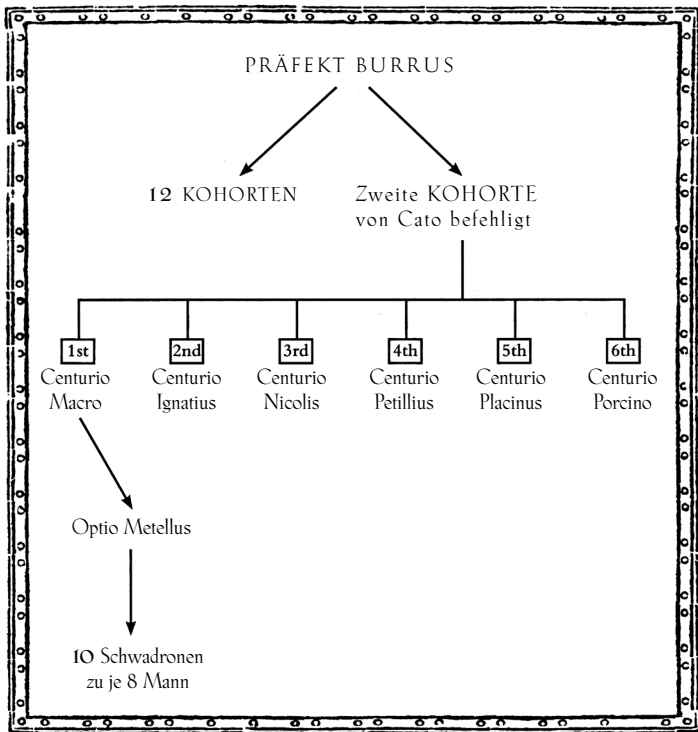 PRÄFEKT BURRUS
12 KOHORTEN
Zweite KOHORTE
von Cato befehligt
1st
Centurio
Macro
2nd
Centurio
Ignatius
3rd
Centurio
Nicolis
4th
Centurio
Petillius
5th
Centurio
Placinus
6th
Centurio
Porcino
Optio Metellus
10 Schwadronen
zu je 8 Mann